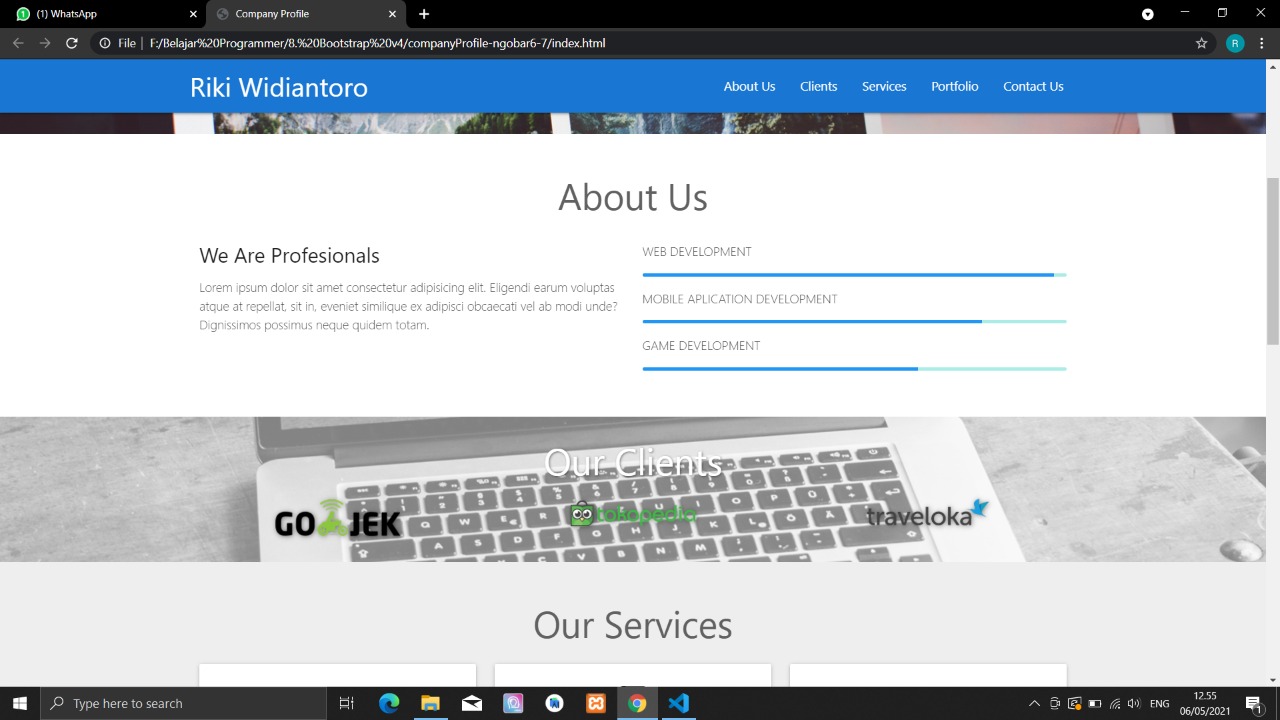 (1) WhatsApp
Company Profile
File
F:/Belajar%20Programmer/8.%20Bootstrap%20v4/companyProfile-ngobar6-7/index.html
R
Riki Widiantoro
About Us
Clients
Services
Portfolio
Contact Us
About Us
We Are Profesionals
Lorem ipsum dolor sit amet consectetur adipisicing elit. Eligendi earum voluptas
atque at repellat, sit in, eveniet similique ex adipisci obcaecati vel ab modi unde?
Dignissimos possimus neque quidem totam.
WEB DEVELOPMENT
MOBILE APLICATION DEVELOPMENT
GAME DEVELOPMENT
Our Clients
GO JEK
tokopedia
traveloka
Our Services
Type here to search
ENG
12.55
06/05/2021
1